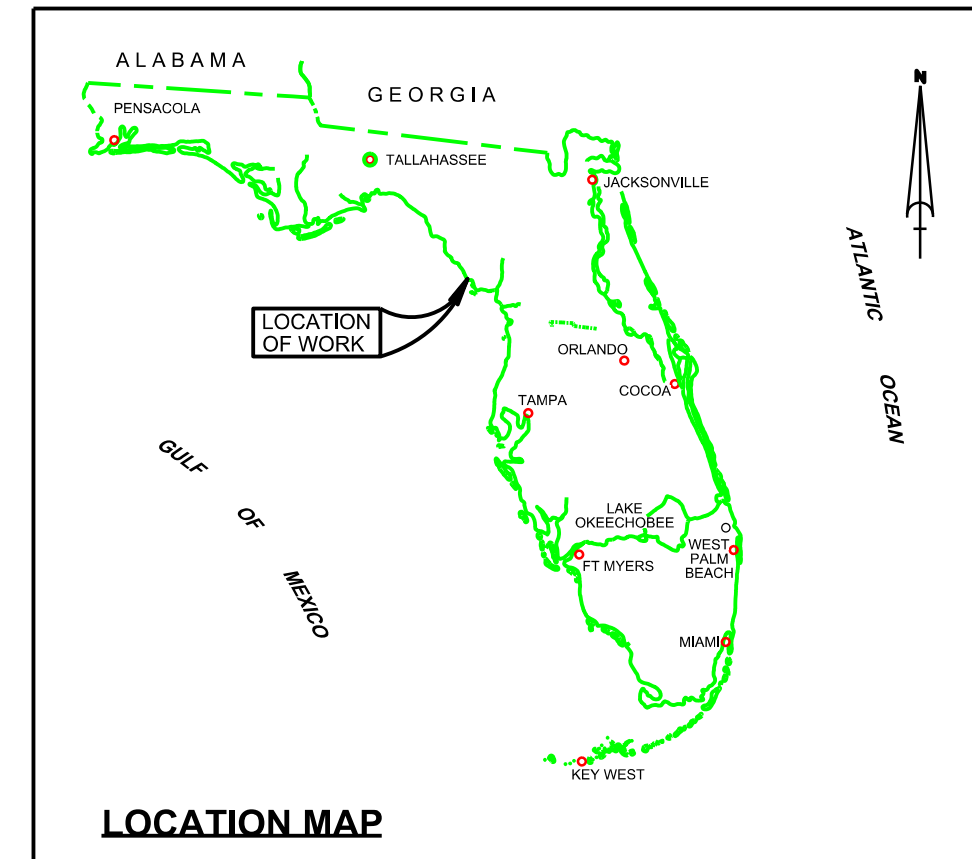 ALABAMA
GEORGIA
N
PENSACOLA
TALLAHASSEE
JACKSONVILLE
ATLANTIC
OCEAN
LOCATION
OF WORK
ORLANDO
COCOA
TAMPA
GULF
OF
MEXICO
LAKE
OKEECHOBEE
WEST
PALM
BEACH
FT MYERS
MIAMI
KEY WEST
LOCATION MAP